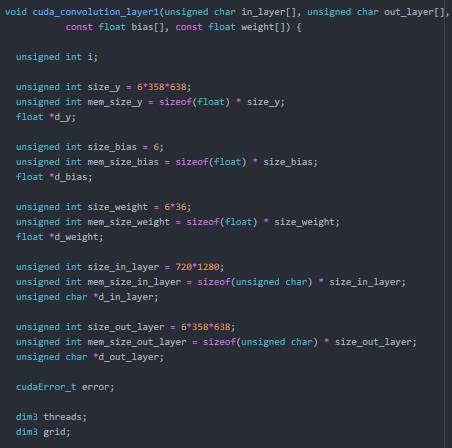 void cuda_convolution_layer1(unsigned char in_layer[], unsigned char out_layer[],
const float bias[], const float weight[]) {
unsigned int i;
unsigned int size_y = 6*358*638;
unsigned int mem_size_y = sizeof(float) * size_y;
float *d_y;
unsigned int size_bias = 6;
unsigned int mem_size_bias = sizeof(float) * size_bias;
float *d_bias;
unsigned int size_weight = 6*36;
unsigned int mem_size_weight = sizeof(float) * size_weight;
float *d_weight;
unsigned int size_in_layer = 720*1280;
unsigned int mem_size_in_layer = sizeof(unsigned char) * size_in_layer;
unsigned char *d_in_layer;
unsigned int size_out_layer = 6*358*638;
unsigned int mem_size_out_layer = sizeof(unsigned char) * size_out_layer;
unsigned char *d_out_layer;
cudaError_t error;
dim3 threads;
dim3 grid;